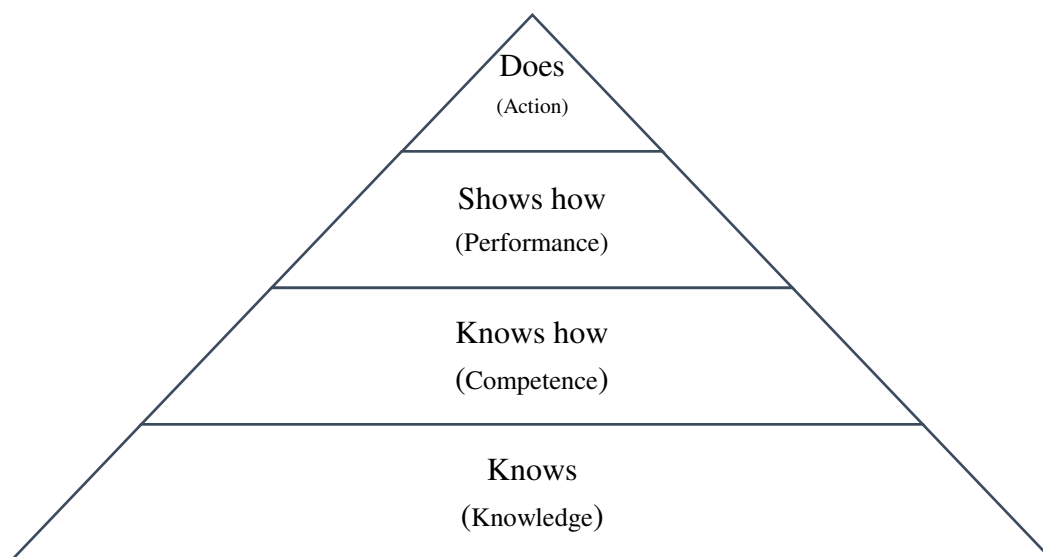 Does
(Action)
Shows how
(Performance)
Knows how
(Competence)
Knows
(Knowledge)